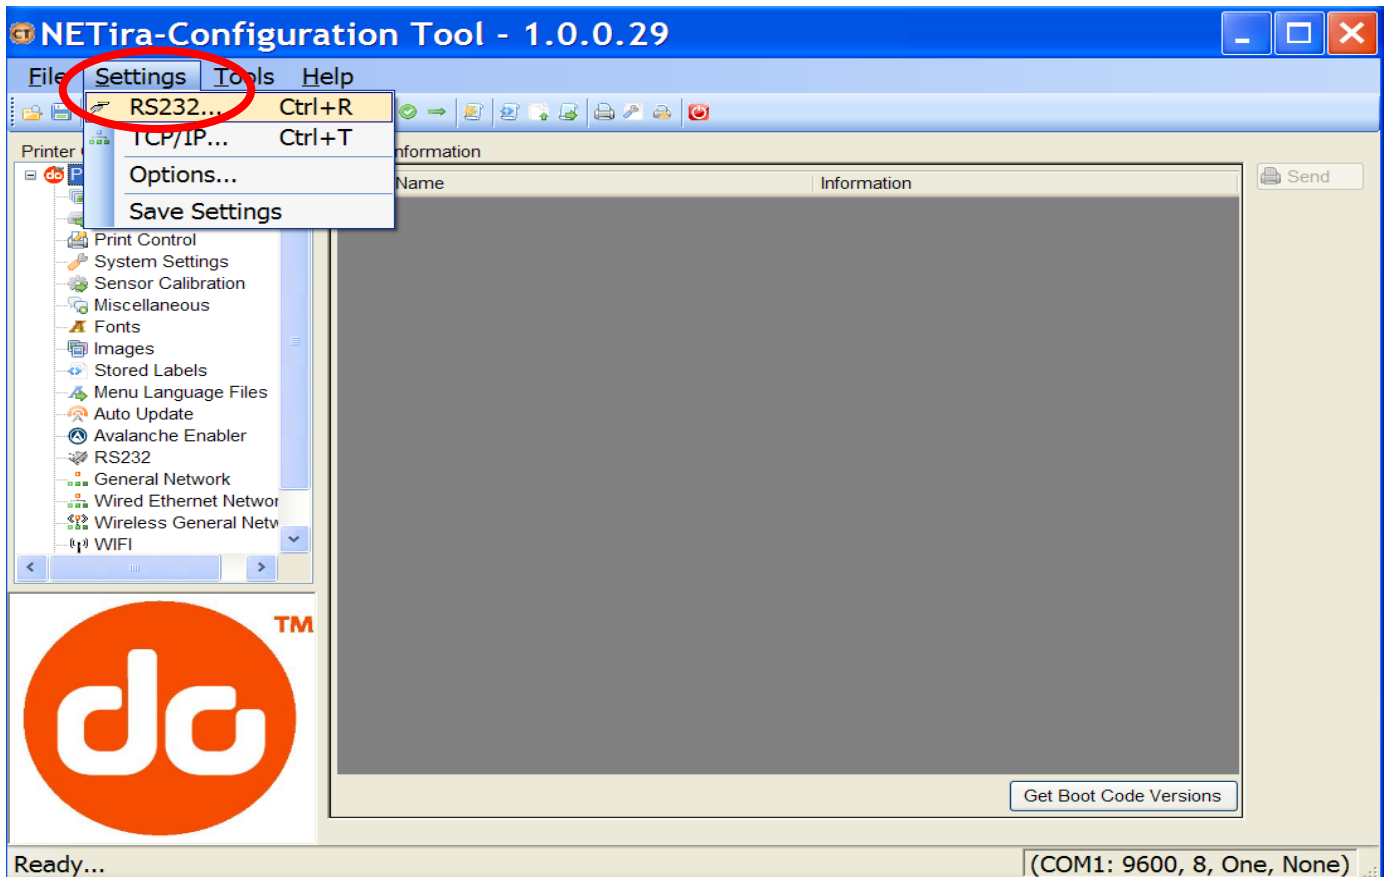 NETira-Configuration Tool - 1.0.0.29
File Settings Tools Help
RS232... Ctrl+R
TCP/IP... Ctrl+T
Options...
Save Settings
Printer
nformation
Name Information
Send
Print Control
System Settings
Sensor Calibration
Miscellaneous
Fonts
Images
Stored Labels
Menu Language Files
Auto Update
Avalanche Enabler
RS232
General Network
Wired Ethernet Networ
Wireless General Netw
WIFI
TM
do
Get Boot Code Versions
Ready...
(COM1: 9600, 8, One, None)